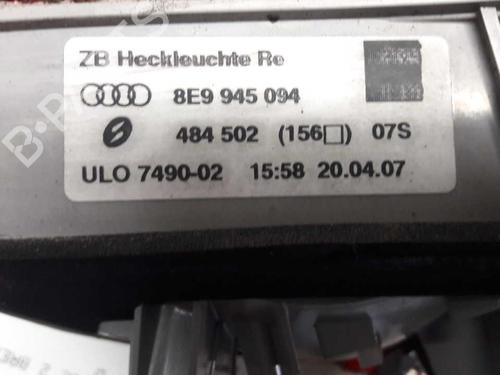 ZB Heckleuchte Re
8E9 945 094
484 502 (156□) 07S
ULO 7490-02 15:58 20.04.07